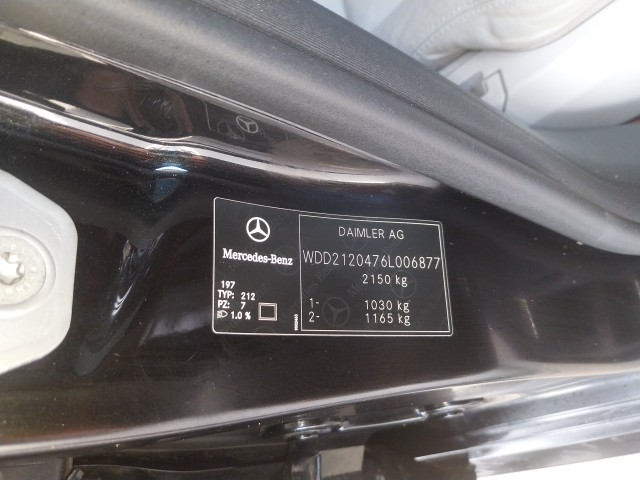 Mercedes-Benz
197
TYP: 212
PZ: 7
1.0 %
DAIMLER AG
WDD2120476L006877
2150 kg
1- 1030 kg
2- 1165 kg